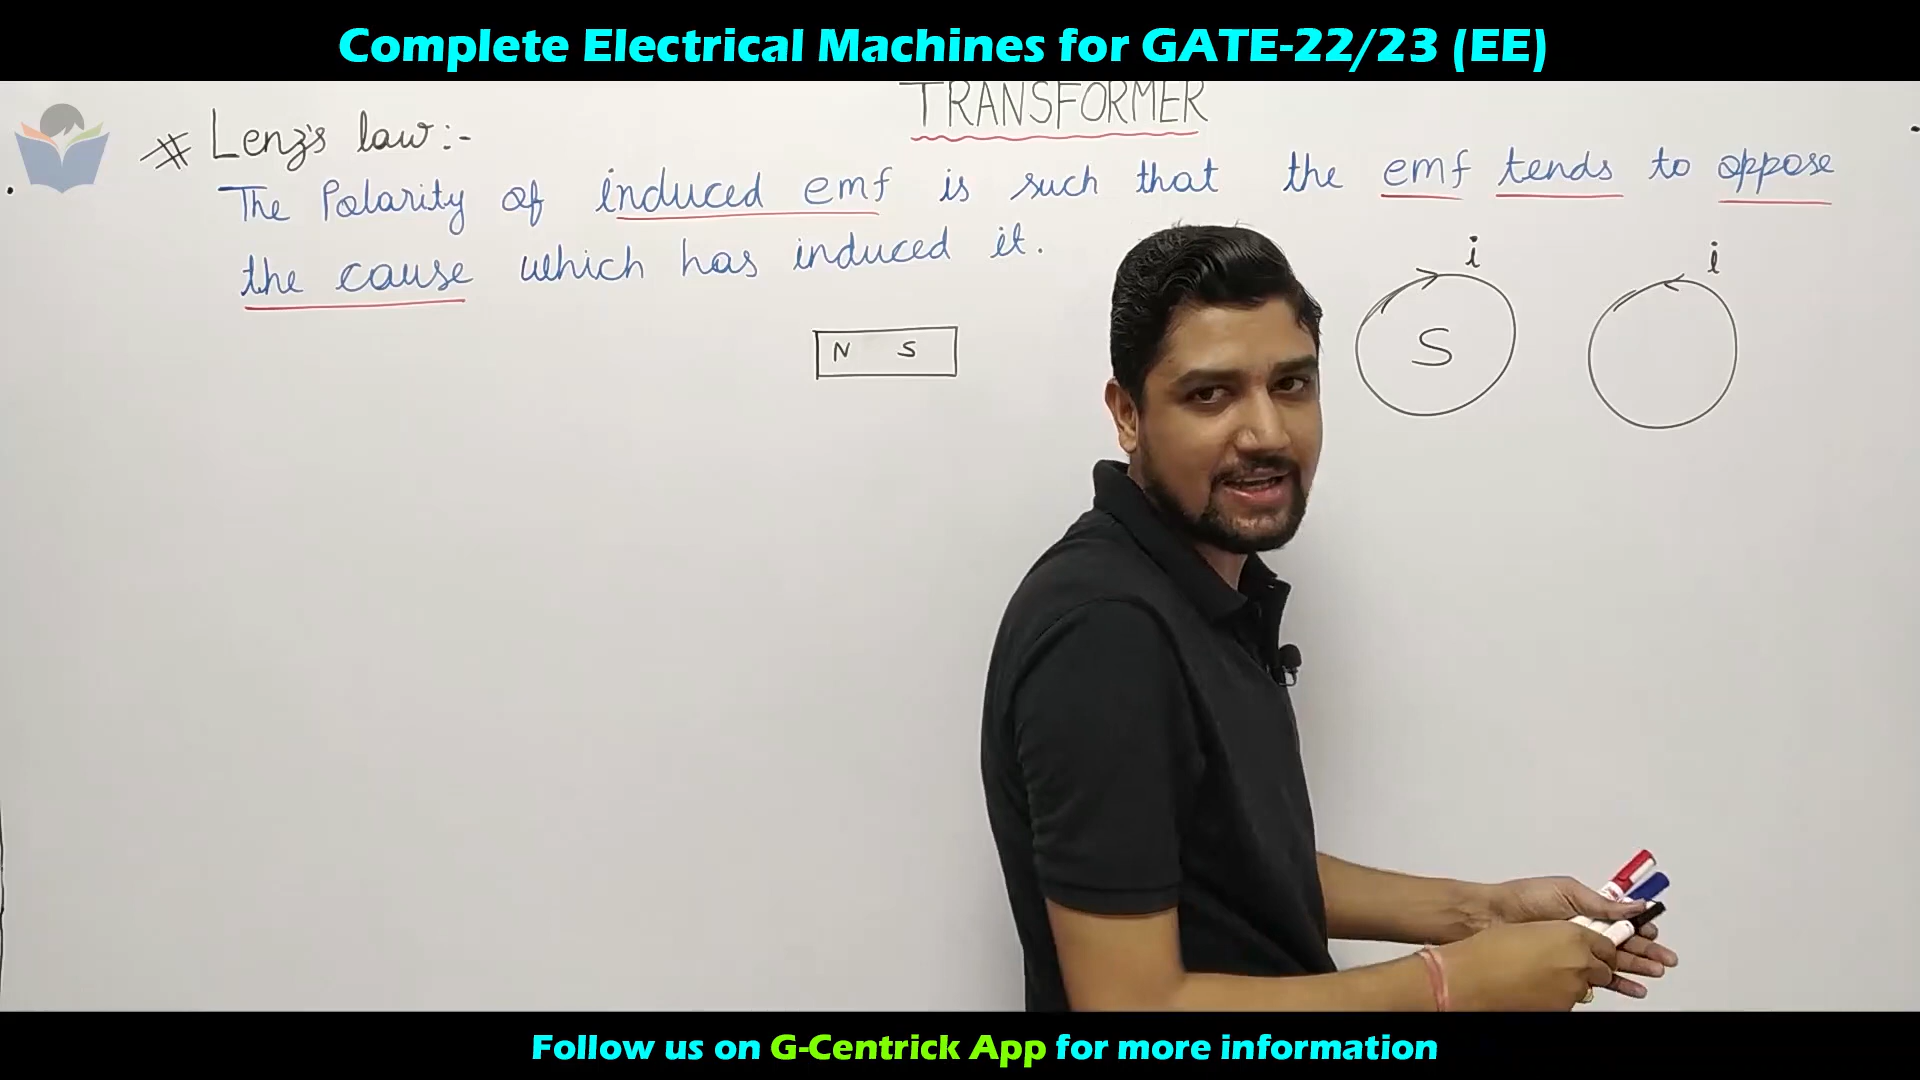 Complete Electrical Machines for GATE-22/23 (EE)
TRANSFORMER
# Lenz's law:-
The Polarity of induced emf is such that the emf tends to oppose
the cause which has induced it.
i
i
N S
S
Follow us on G-Centrick App for more information